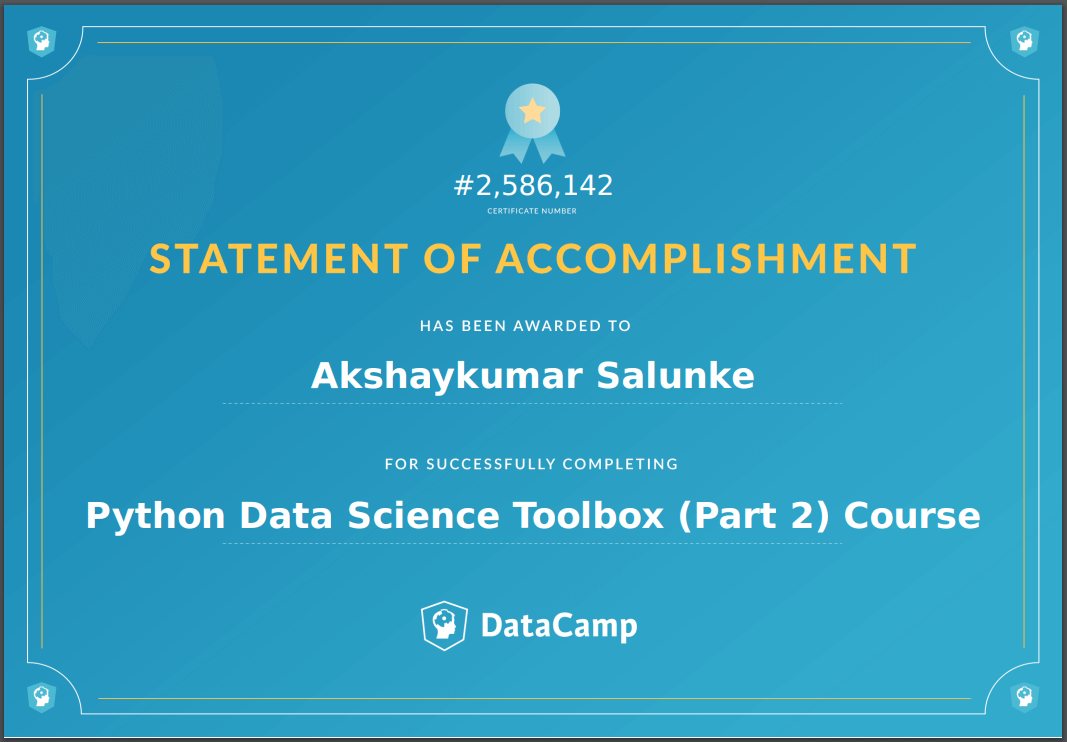 #2,586,142
CERTIFICATE NUMBER
STATEMENT OF ACCOMPLISHMENT
HAS BEEN AWARDED TO
Akshaykumar Salunke
FOR SUCCESSFULLY COMPLETING
Python Data Science Toolbox (Part 2) Course
DataCamp